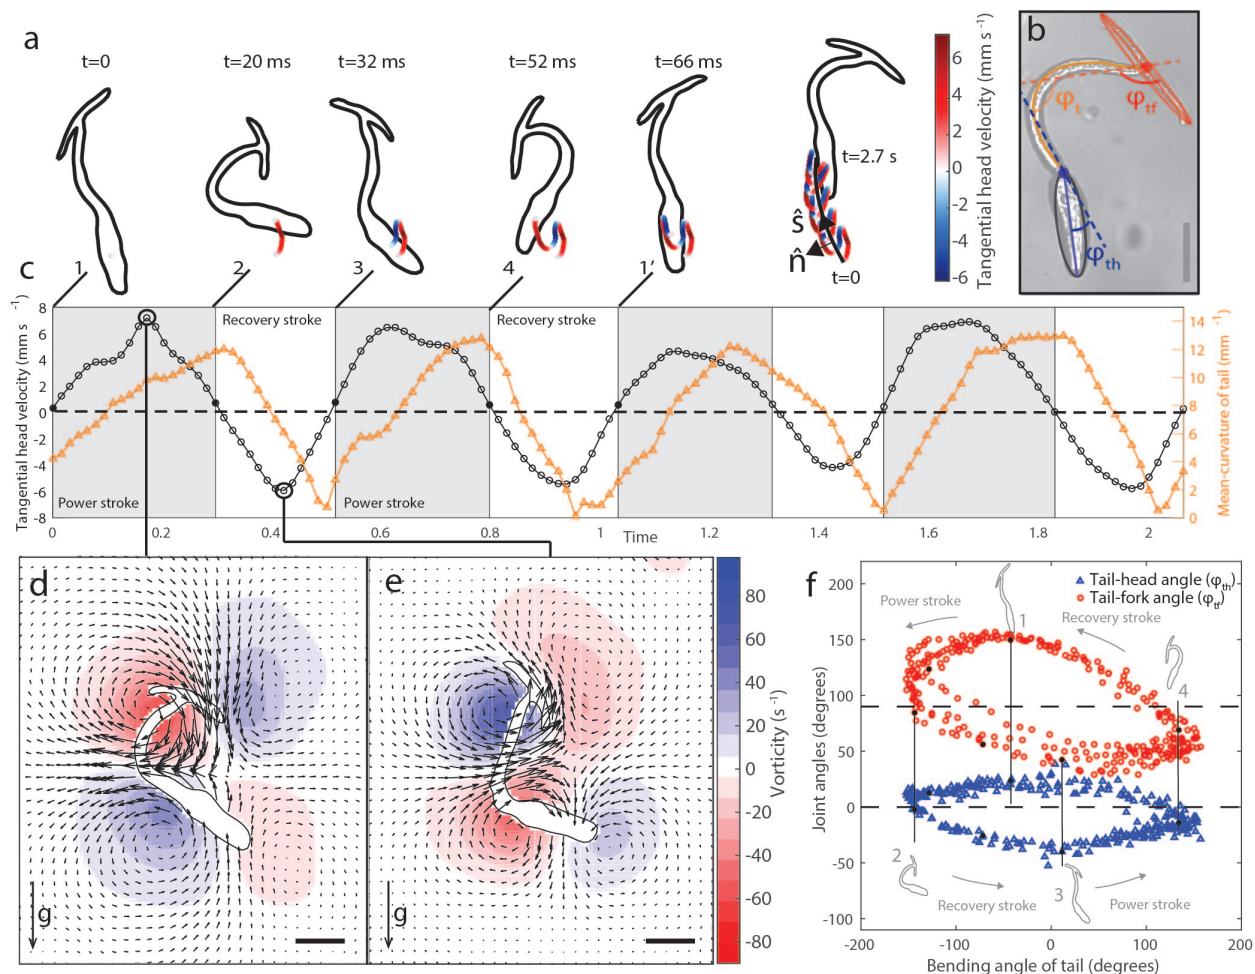 a
t=0
t=20 ms
t=32 ms
t=52 ms
t=66 ms
t=2.7 s
ŝ
n̂
t=0
Tangential head velocity (mm s⁻¹)
6
4
2
0
-2
-4
-6
b
φt
φtf
φth
c
1
2
3
4
1’
Tangential head velocity (mm s⁻¹)
8
6
4
2
0
-2
-4
-6
-8
Recovery stroke
Recovery stroke
Power stroke
Power stroke
0
0.2
0.4
0.6
0.8
1
Time
1.2
1.4
1.6
1.8
2
14
12
10
8
6
4
2
0
Mean-curvature of tail (mm⁻¹)
d
g
e
g
80
60
40
20
0
-20
-40
-60
-80
Vorticity (s⁻¹)
f
Tail-head angle (φth)
Tail-fork angle (φtf)
Power stroke
1
Recovery stroke
4
2
Recovery stroke
3
Power stroke
200
150
100
50
0
-50
-100
Joint angles (degrees)
-200
-100
0
100
200
Bending angle of tail (degrees)